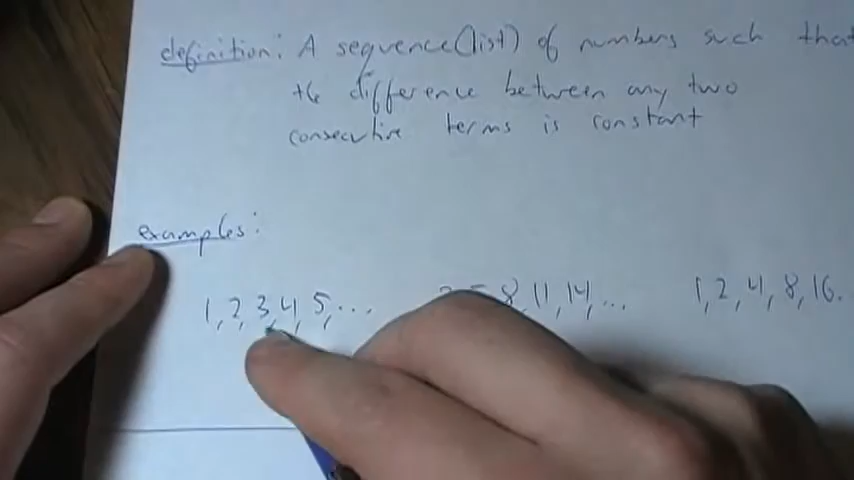 definition: A sequence (list) of numbers such that
the difference between any two
consecutive terms is constant
examples:
1, 2, 3, 4, 5, ... 8, 11, 14, ... 1, 2, 4, 8, 16.